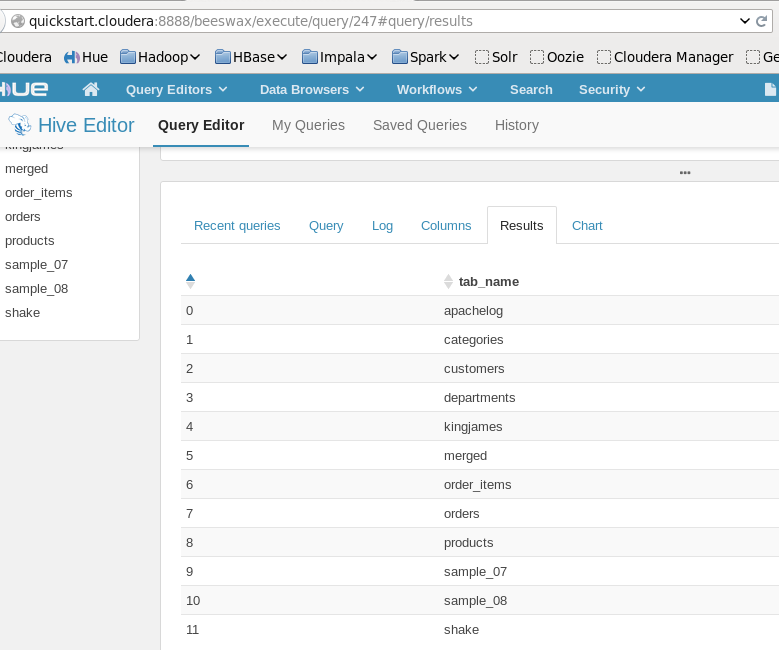 quickstart.cloudera:8888/beeswax/execute/query/247#query/results
Cloudera Hue Hadoop HBase Impala Spark Solr Oozie Cloudera Manager Ge
HUE Query Editors Data Browsers Workflows Search Security
Hive Editor Query Editor My Queries Saved Queries History
kingjames
merged
order_items
orders
products
sample_07
sample_08
shake
Recent queries Query Log Columns Results Chart
tab_name
0 apachelog
1 categories
2 customers
3 departments
4 kingjames
5 merged
6 order_items
7 orders
8 products
9 sample_07
10 sample_08
11 shake